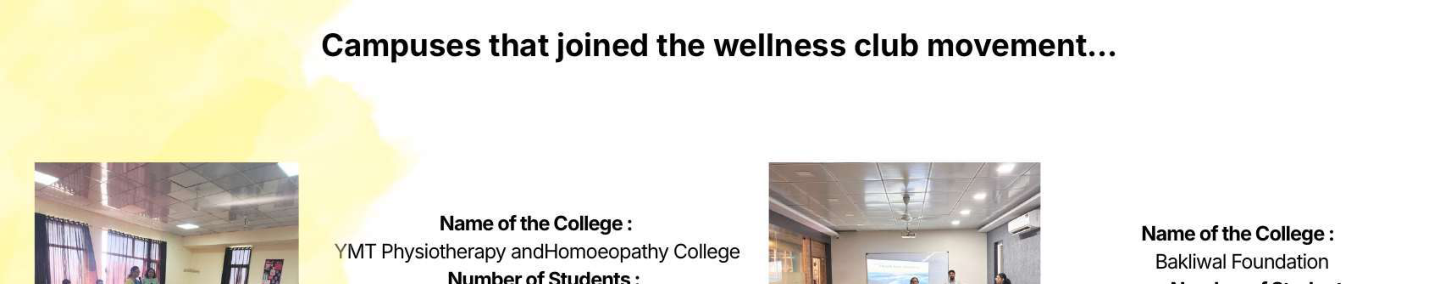 Campuses that joined the wellness club movement...
Name of the College :
YMT Physiotherapy andHomoeopathy College
Number of Students :
Name of the College :
Bakliwal Foundation